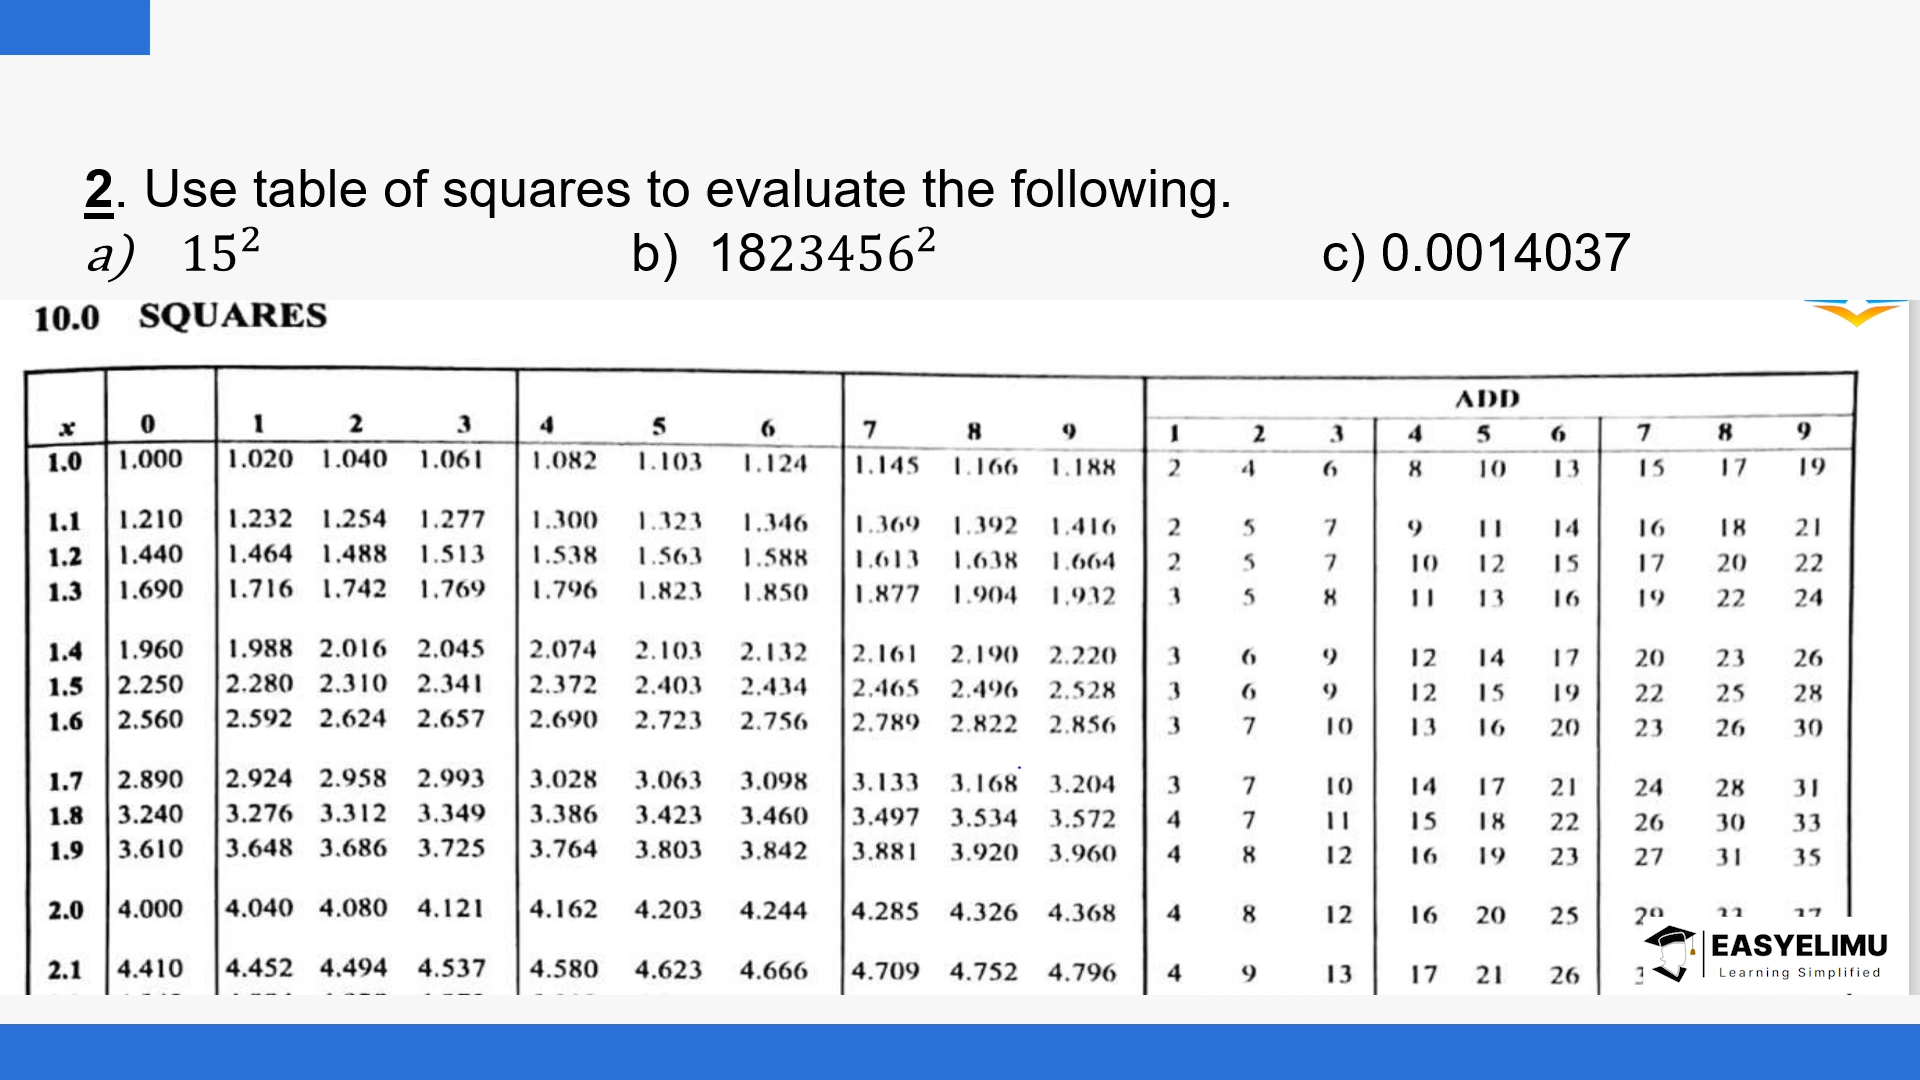 2. Use table of squares to evaluate the following.
a) 15² b) 1823456² c) 0.0014037
10.0 SQUARES
ADD
x 0 1 2 3 4 5 6 7 8 9 1 2 3 4 5 6 7 8 9
1.0 1.000 1.020 1.040 1.061 1.082 1.103 1.124 1.145 1.166 1.188 2 4 6 8 10 13 15 17 19
1.1 1.210 1.232 1.254 1.277 1.300 1.323 1.346 1.369 1.392 1.416 2 5 7 9 11 14 16 18 21
1.2 1.440 1.464 1.488 1.513 1.538 1.563 1.588 1.613 1.638 1.664 2 5 7 10 12 15 17 20 22
1.3 1.690 1.716 1.742 1.769 1.796 1.823 1.850 1.877 1.904 1.932 3 5 8 11 13 16 19 22 24
1.4 1.960 1.988 2.016 2.045 2.074 2.103 2.132 2.161 2.190 2.220 3 6 9 12 14 17 20 23 26
1.5 2.250 2.280 2.310 2.341 2.372 2.403 2.434 2.465 2.496 2.528 3 6 9 12 15 19 22 25 28
1.6 2.560 2.592 2.624 2.657 2.690 2.723 2.756 2.789 2.822 2.856 3 7 10 13 16 20 23 26 30
1.7 2.890 2.924 2.958 2.993 3.028 3.063 3.098 3.133 3.168 3.204 3 7 10 14 17 21 24 28 31
1.8 3.240 3.276 3.312 3.349 3.386 3.423 3.460 3.497 3.534 3.572 4 7 11 15 18 22 26 30 33
1.9 3.610 3.648 3.686 3.725 3.764 3.803 3.842 3.881 3.920 3.960 4 8 12 16 19 23 27 31 35
2.0 4.000 4.040 4.080 4.121 4.162 4.203 4.244 4.285 4.326 4.368 4 8 12 16 20 25
2.1 4.410 4.452 4.494 4.537 4.580 4.623 4.666 4.709 4.752 4.796 4 9 13 17 21 26
EASYELIMU
Learning Simplified